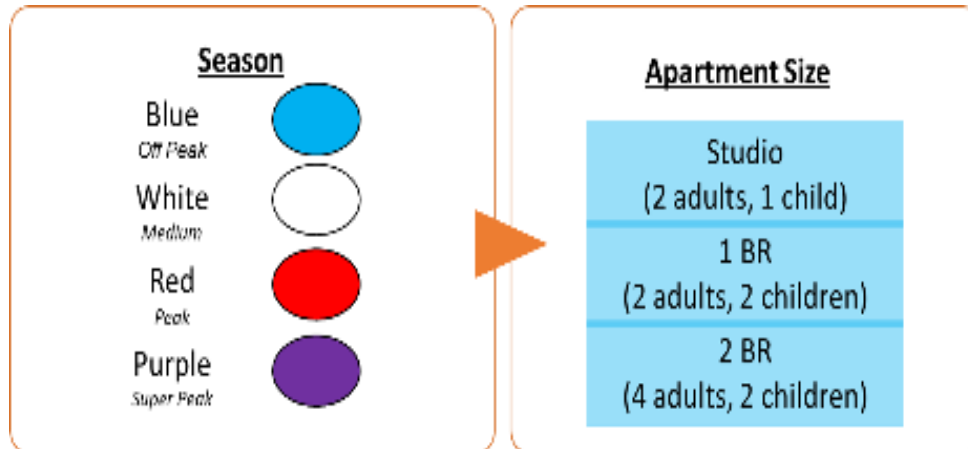 Season
Blue
Off Peak
White
Medium
Red
Peak
Purple
Super Peak
Apartment Size
Studio
(2 adults, 1 child)
1 BR
(2 adults, 2 children)
2 BR
(4 adults, 2 children)